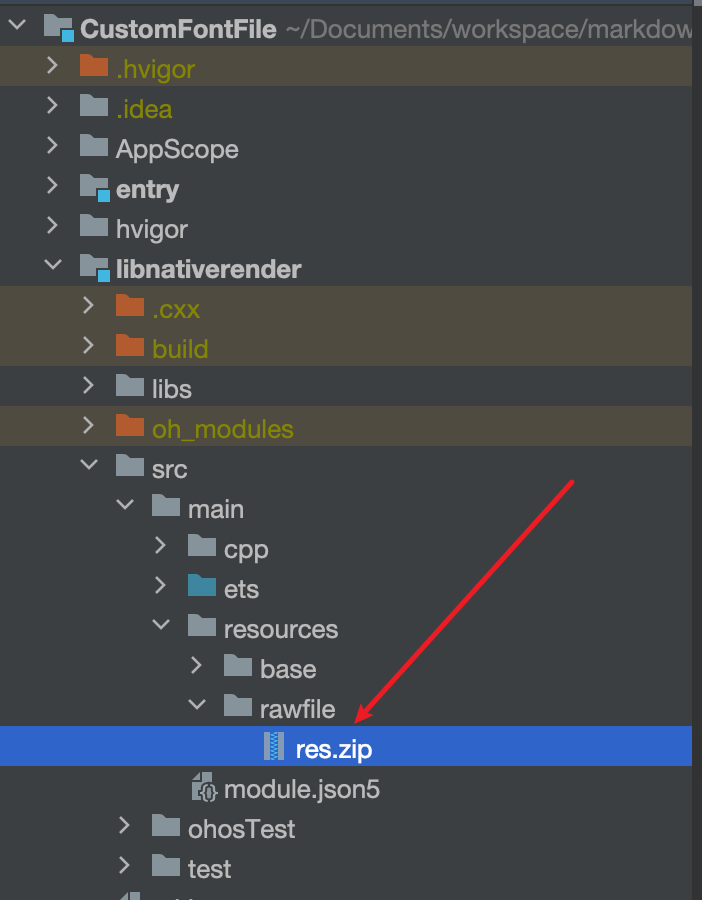 CustomFontFile ~/Documents/workspace/markdow
.hvigor
.idea
AppScope
entry
hvigor
libnativerender
.cxx
build
libs
oh_modules
src
main
cpp
ets
resources
base
rawfile
res.zip
module.json5
ohosTest
test